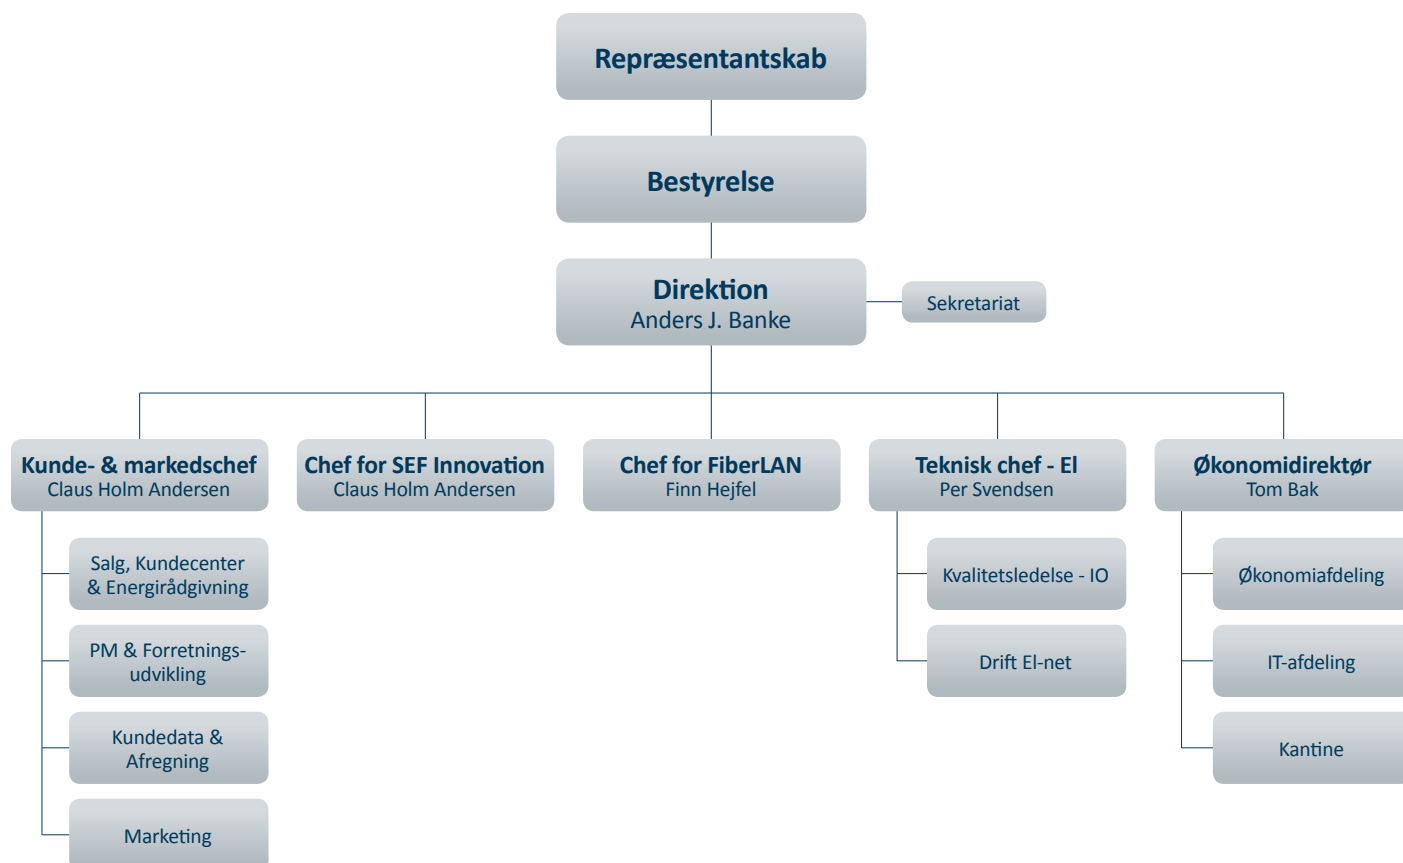 Repræsentantskab
Bestyrelse
Direktion
Anders J. Banke
Sekretariat
Kunde- & markedschef
Claus Holm Andersen
Chef for SEF Innovation
Claus Holm Andersen
Chef for FiberLAN
Finn Hejfel
Teknisk chef - El
Per Svendsen
Økonomidirektør
Tom Bak
Salg, Kundecenter
& Energirådgivning
PM & Forretnings-
udvikling
Kundedata &
Afregning
Marketing
Kvalitetsledelse - IO
Drift El-net
Økonomiafdeling
IT-afdeling
Kantine